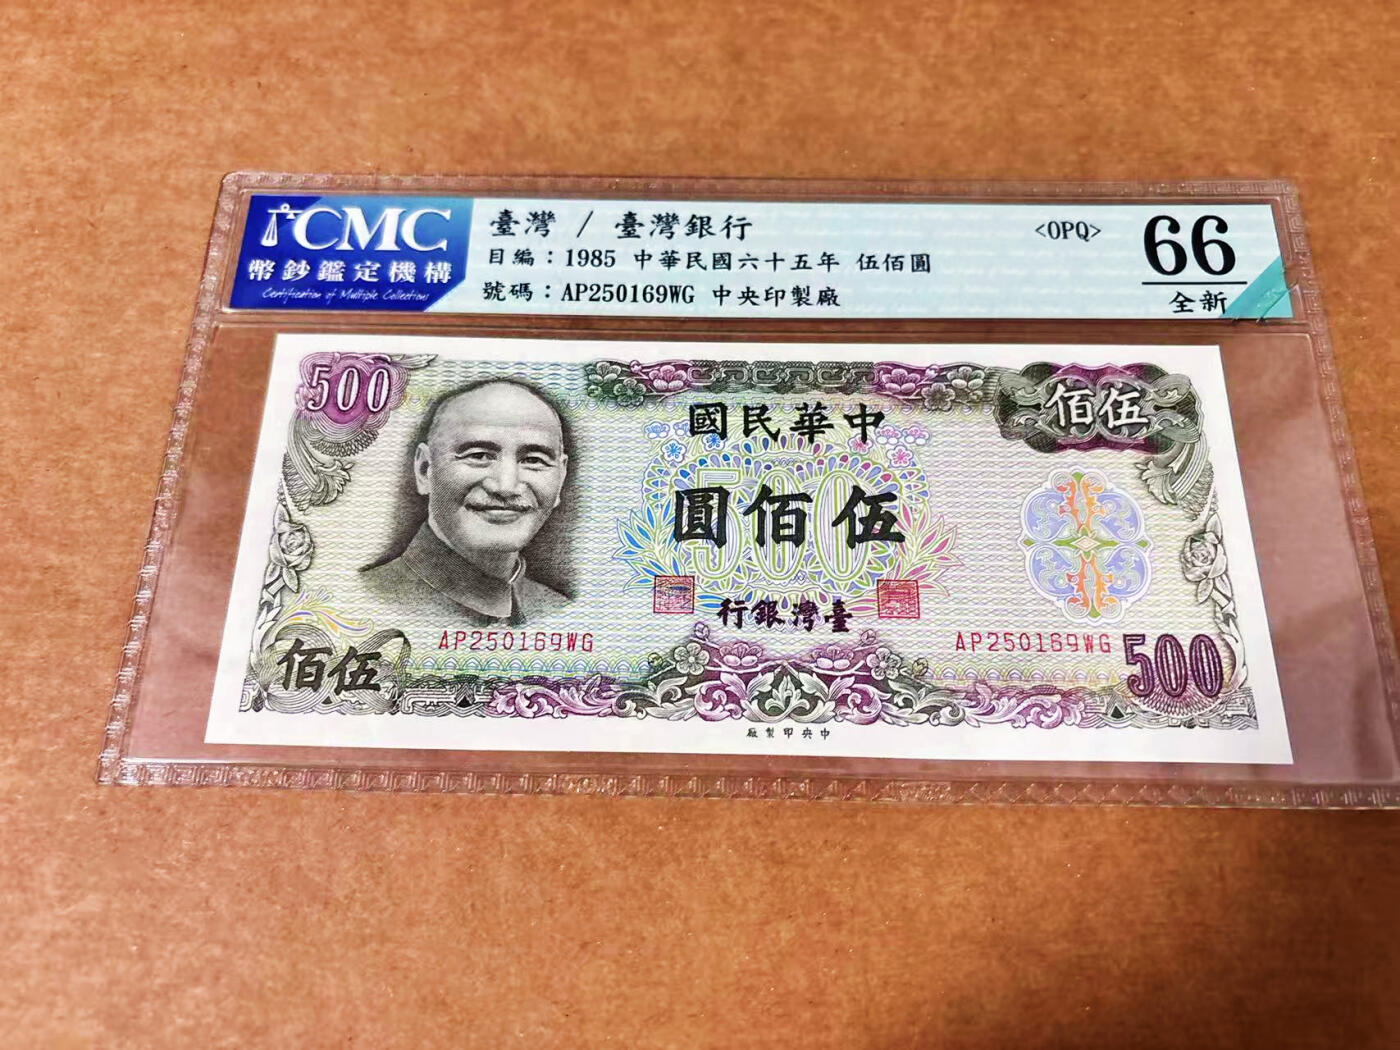 CMC
幣鈔鑑定機構
Certification of Multiple Collections
臺灣 / 臺灣銀行
目編：1985 中華民國六十五年 伍佰圓
號碼：AP250169WG 中央印製廠
<OPQ>
66
全新
500
佰伍
國民華中
500
圓佰伍
行銀灣臺
AP250169WG
AP250169WG
佰伍
500
廠製印央中